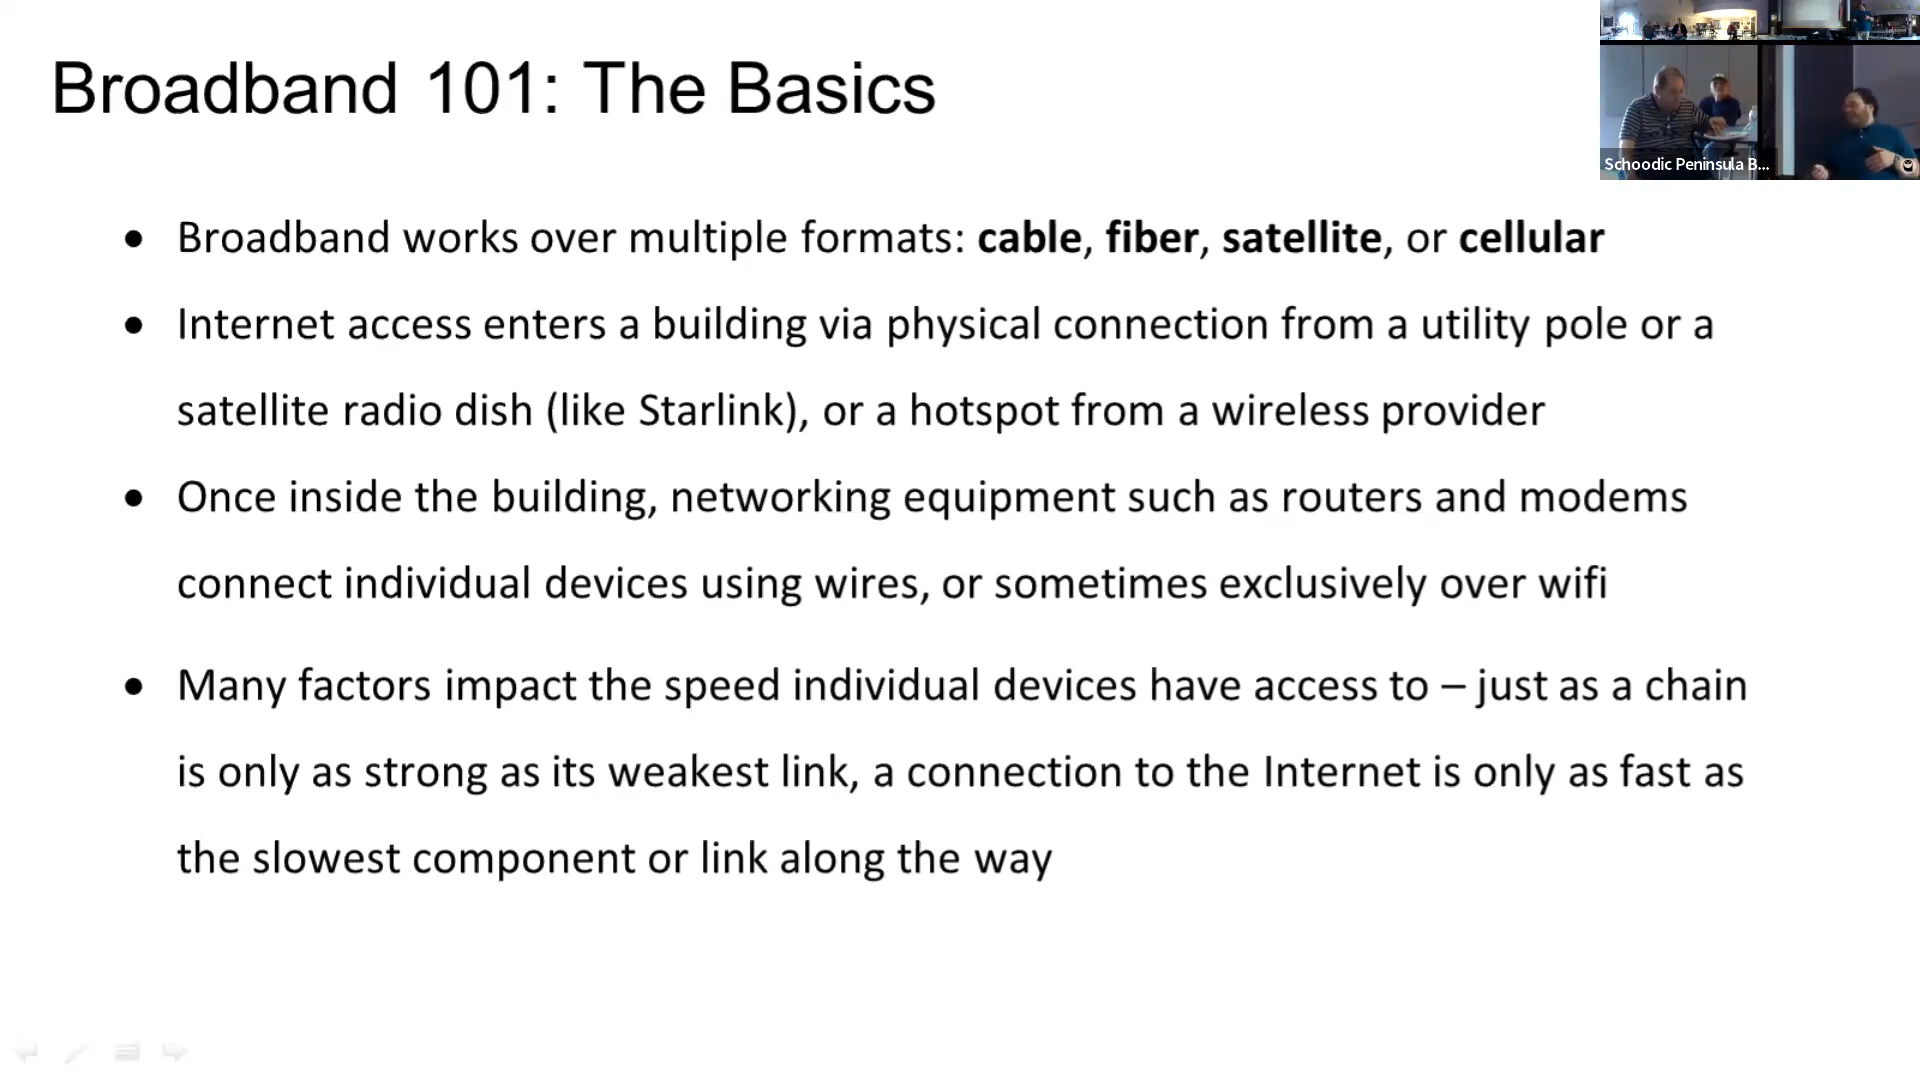 Broadband 101: The Basics
Schoodic Peninsula B...
• Broadband works over multiple formats: cable, fiber, satellite, or cellular
• Internet access enters a building via physical connection from a utility pole or a
satellite radio dish (like Starlink), or a hotspot from a wireless provider
• Once inside the building, networking equipment such as routers and modems
connect individual devices using wires, or sometimes exclusively over wifi
• Many factors impact the speed individual devices have access to – just as a chain
is only as strong as its weakest link, a connection to the Internet is only as fast as
the slowest component or link along the way